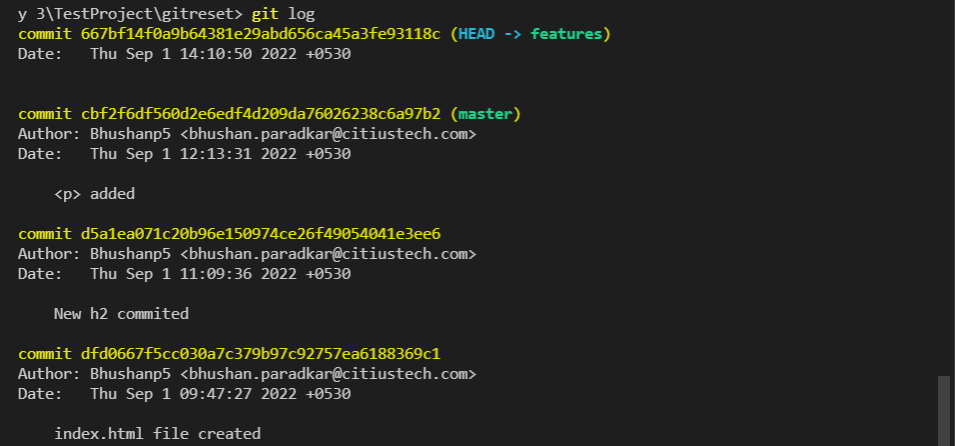 y 3\TestProject\gitreset> git log
commit 667bf14f0a9b64381e29abd656ca45a3fe93118c (HEAD -> features)
Date:   Thu Sep 1 14:10:50 2022 +0530
commit cbf2f6df560d2e6edf4d209da76026238c6a97b2 (master)
Author: Bhushanp5 <bhushan.paradkar@citiustech.com>
Date:   Thu Sep 1 12:13:31 2022 +0530
    <p> added
commit d5a1ea071c20b96e150974ce26f49054041e3ee6
Author: Bhushanp5 <bhushan.paradkar@citiustech.com>
Date:   Thu Sep 1 11:09:36 2022 +0530
    New h2 commited
commit dfd0667f5cc030a7c379b97c92757ea6188369c1
Author: Bhushanp5 <bhushan.paradkar@citiustech.com>
Date:   Thu Sep 1 09:47:27 2022 +0530
    index.html file created